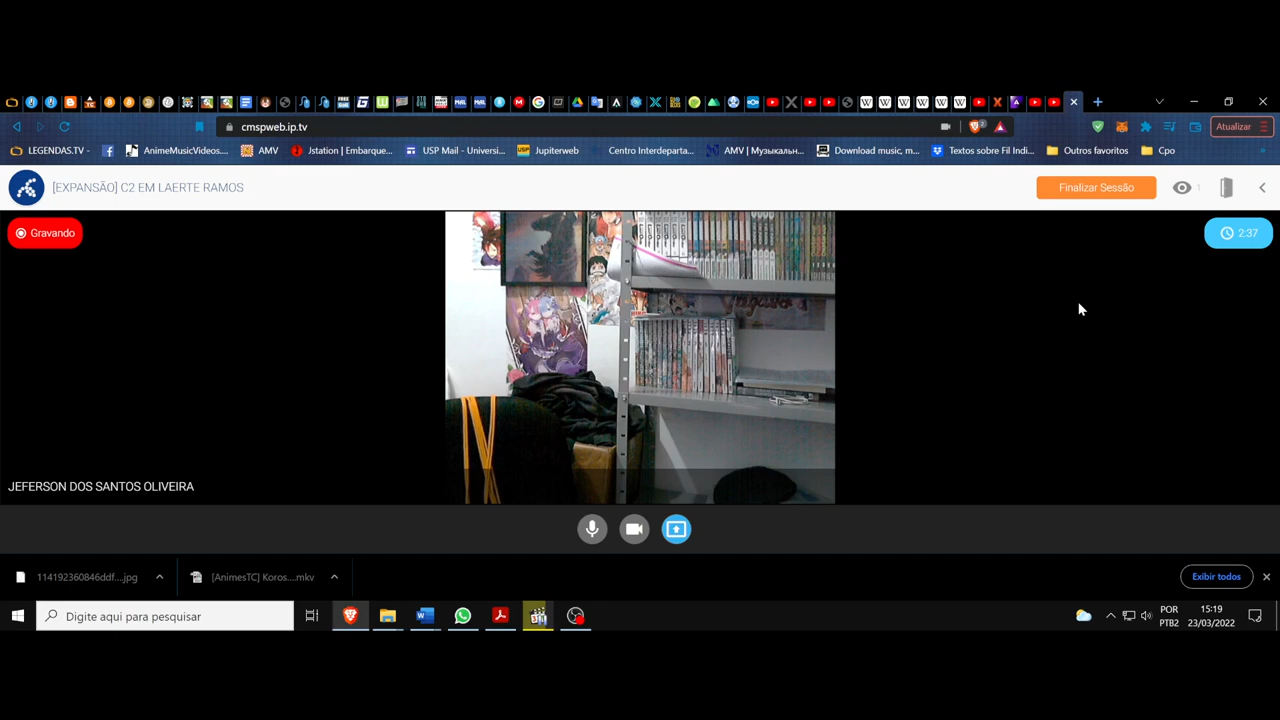 cmspweb.ip.tv
2
Atualizar
LEGENDAS.TV -
AnimeMusicVideos....
AMV
Jstation | Embarque...
USP Mail - Universi...
Jupiterweb
Centro Interdeparta...
AMV | Музыкальн...
Download music, m...
Textos sobre Fil Indi...
Outros favoritos
Cpo
»
[EXPANSÃO] C2 EM LAERTE RAMOS
Finalizar Sessão
1
Gravando
2:37
JEFERSON DOS SANTOS OLIVEIRA
114192360846ddf....jpg
[AnimesTC] Koros....mkv
Exibir todos
Digite aqui para pesquisar
POR
PTB2
15:19
23/03/2022